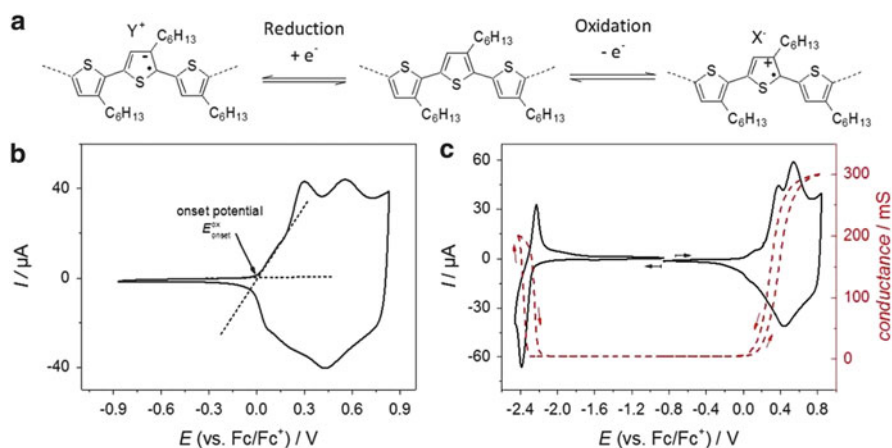 a
Y⁺
Reduction
+ e⁻
Oxidation
- e⁻
X⁻
C₆H₁₃
C₆H₁₃
C₆H₁₃
S
S
S
-
•
C₆H₁₃
C₆H₁₃
C₆H₁₃
S
S
S
C₆H₁₃
C₆H₁₃
C₆H₁₃
S
S
S
+
•
b
40
0
-40
I / µA
onset potential
E ox onset
-0.9 -0.6 -0.3 0.0 0.3 0.6 0.9
E (vs. Fc/Fc⁺) / V
c
60
30
0
-30
-60
I / µA
300
200
100
0
conductance / mS
-2.4 -2.0 -1.6 -1.2 -0.8 -0.4 0.0 0.4 0.8
E (vs. Fc/Fc⁺) / V